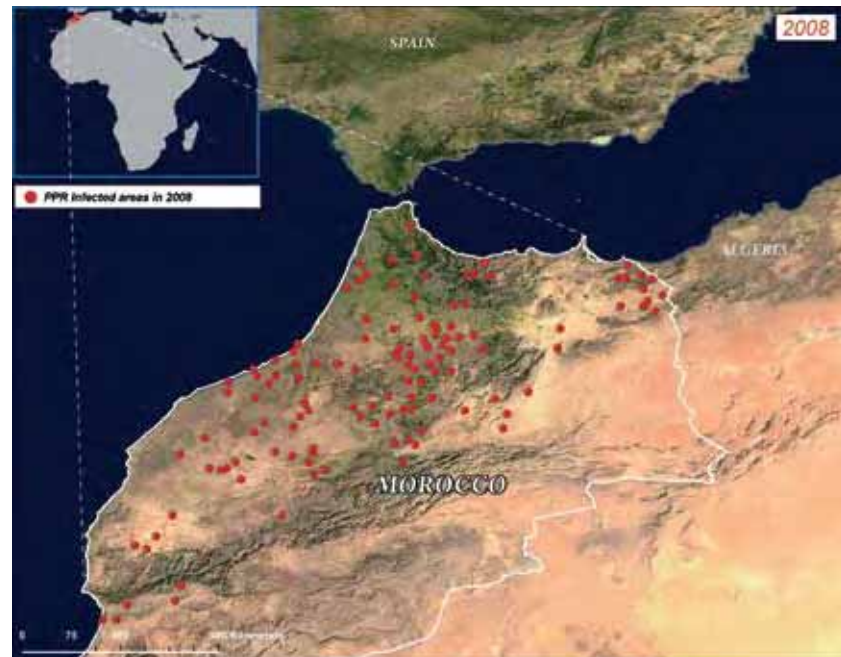 2008
SPAIN
PPR Infected areas in 2008
ALGERIA
MOROCCO
0 75